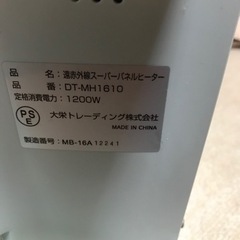 品　名：遠赤外線スーパーパネルヒーター
品　番：DT-MH1610
定格消費電力：1200W
PS
E
大栄トレーディング株式会社
MADE IN CHINA
製造番号：MB-16A 12241